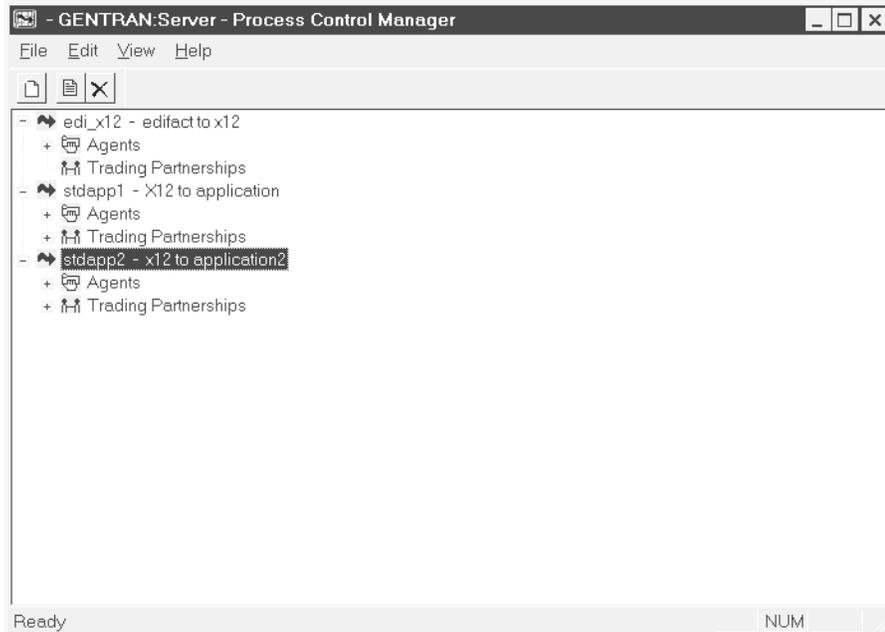 - GENTRAN:Server - Process Control Manager
File Edit View Help
edi_x12 - edifact to x12
Agents
Trading Partnerships
stdapp1 - X12 to application
Agents
Trading Partnerships
stdapp2 - x12 to application2
Agents
Trading Partnerships
Ready NUM